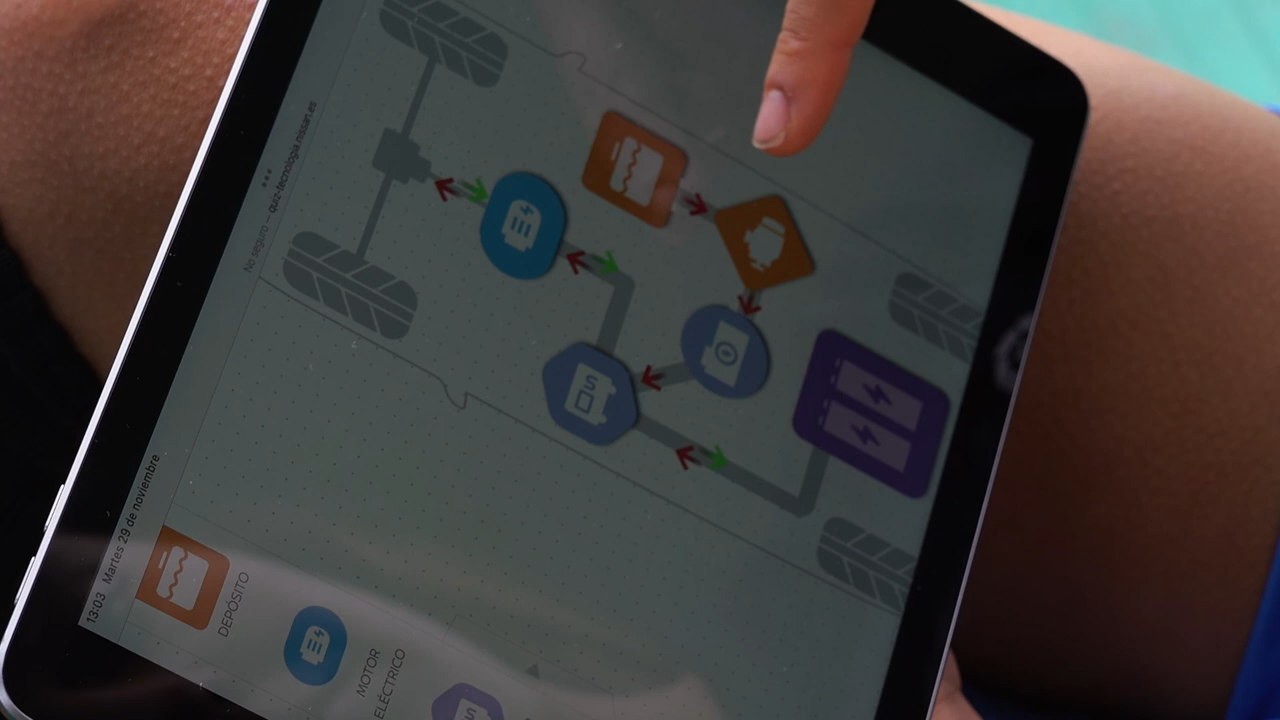 13:03 Martes 29 de noviembre
No seguro — quiz-tecnologia.nissan.es
DEPÓSITO
MOTOR
ELÉCTRICO
S
S